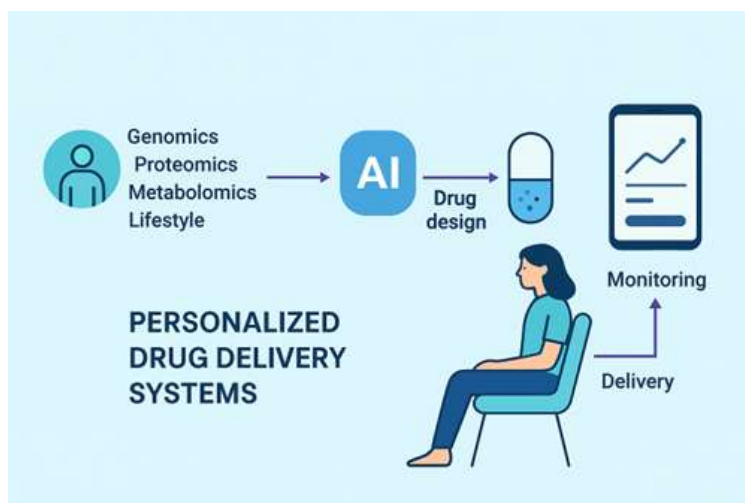 Genomics
Proteomics
Metabolomics
Lifestyle
AI
Drug
design
Monitoring
Delivery
PERSONALIZED
DRUG DELIVERY
SYSTEMS